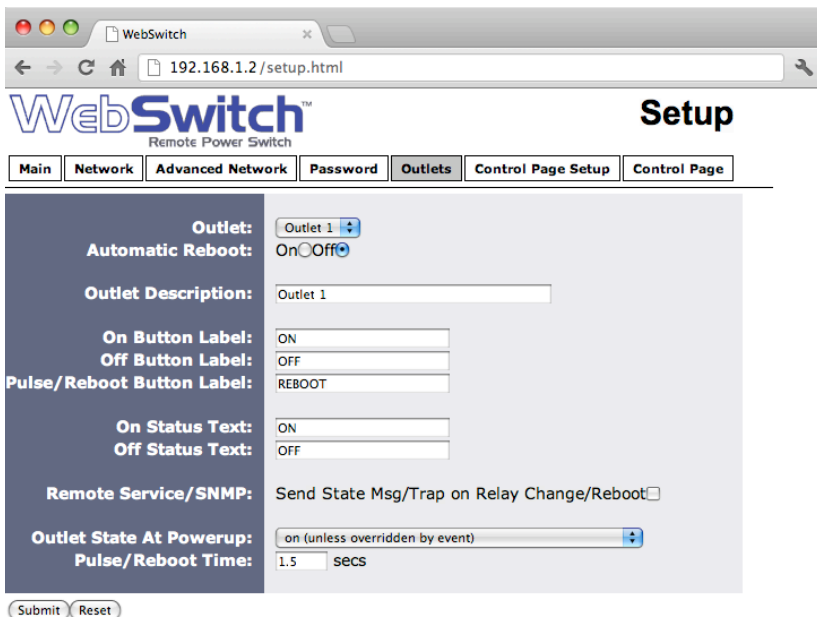 WebSwitch
192.168.1.2/setup.html
WebSwitch™
Remote Power Switch
Setup
Main Network Advanced Network Password Outlets Control Page Setup Control Page
Outlet: Outlet 1
Automatic Reboot: On Off
Outlet Description: Outlet 1
On Button Label: ON
Off Button Label: OFF
Pulse/Reboot Button Label: REBOOT
On Status Text: ON
Off Status Text: OFF
Remote Service/SNMP: Send State Msg/Trap on Relay Change/Reboot
Outlet State At Powerup: on (unless overridden by event)
Pulse/Reboot Time: 1.5 secs
Submit Reset